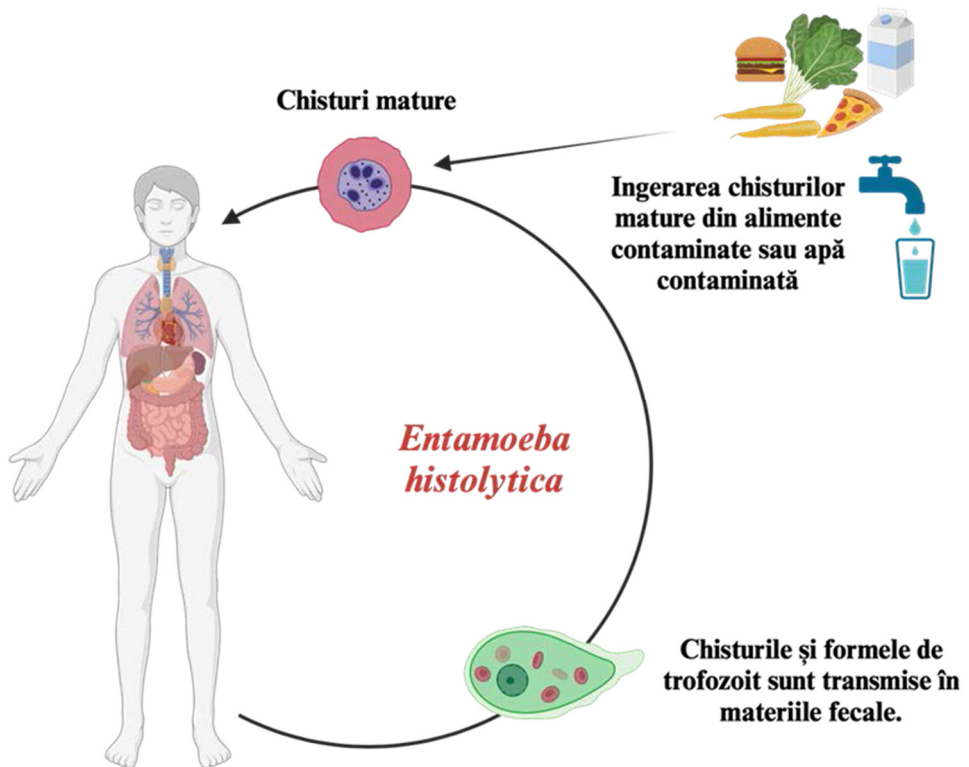 Chisturi mature
Ingerarea chisturilor
mature din alimente
contaminate sau apă
contaminată
Entamoeba
histolytica
Chisturile și formele de
trofozoit sunt transmise în
materiile fecale.